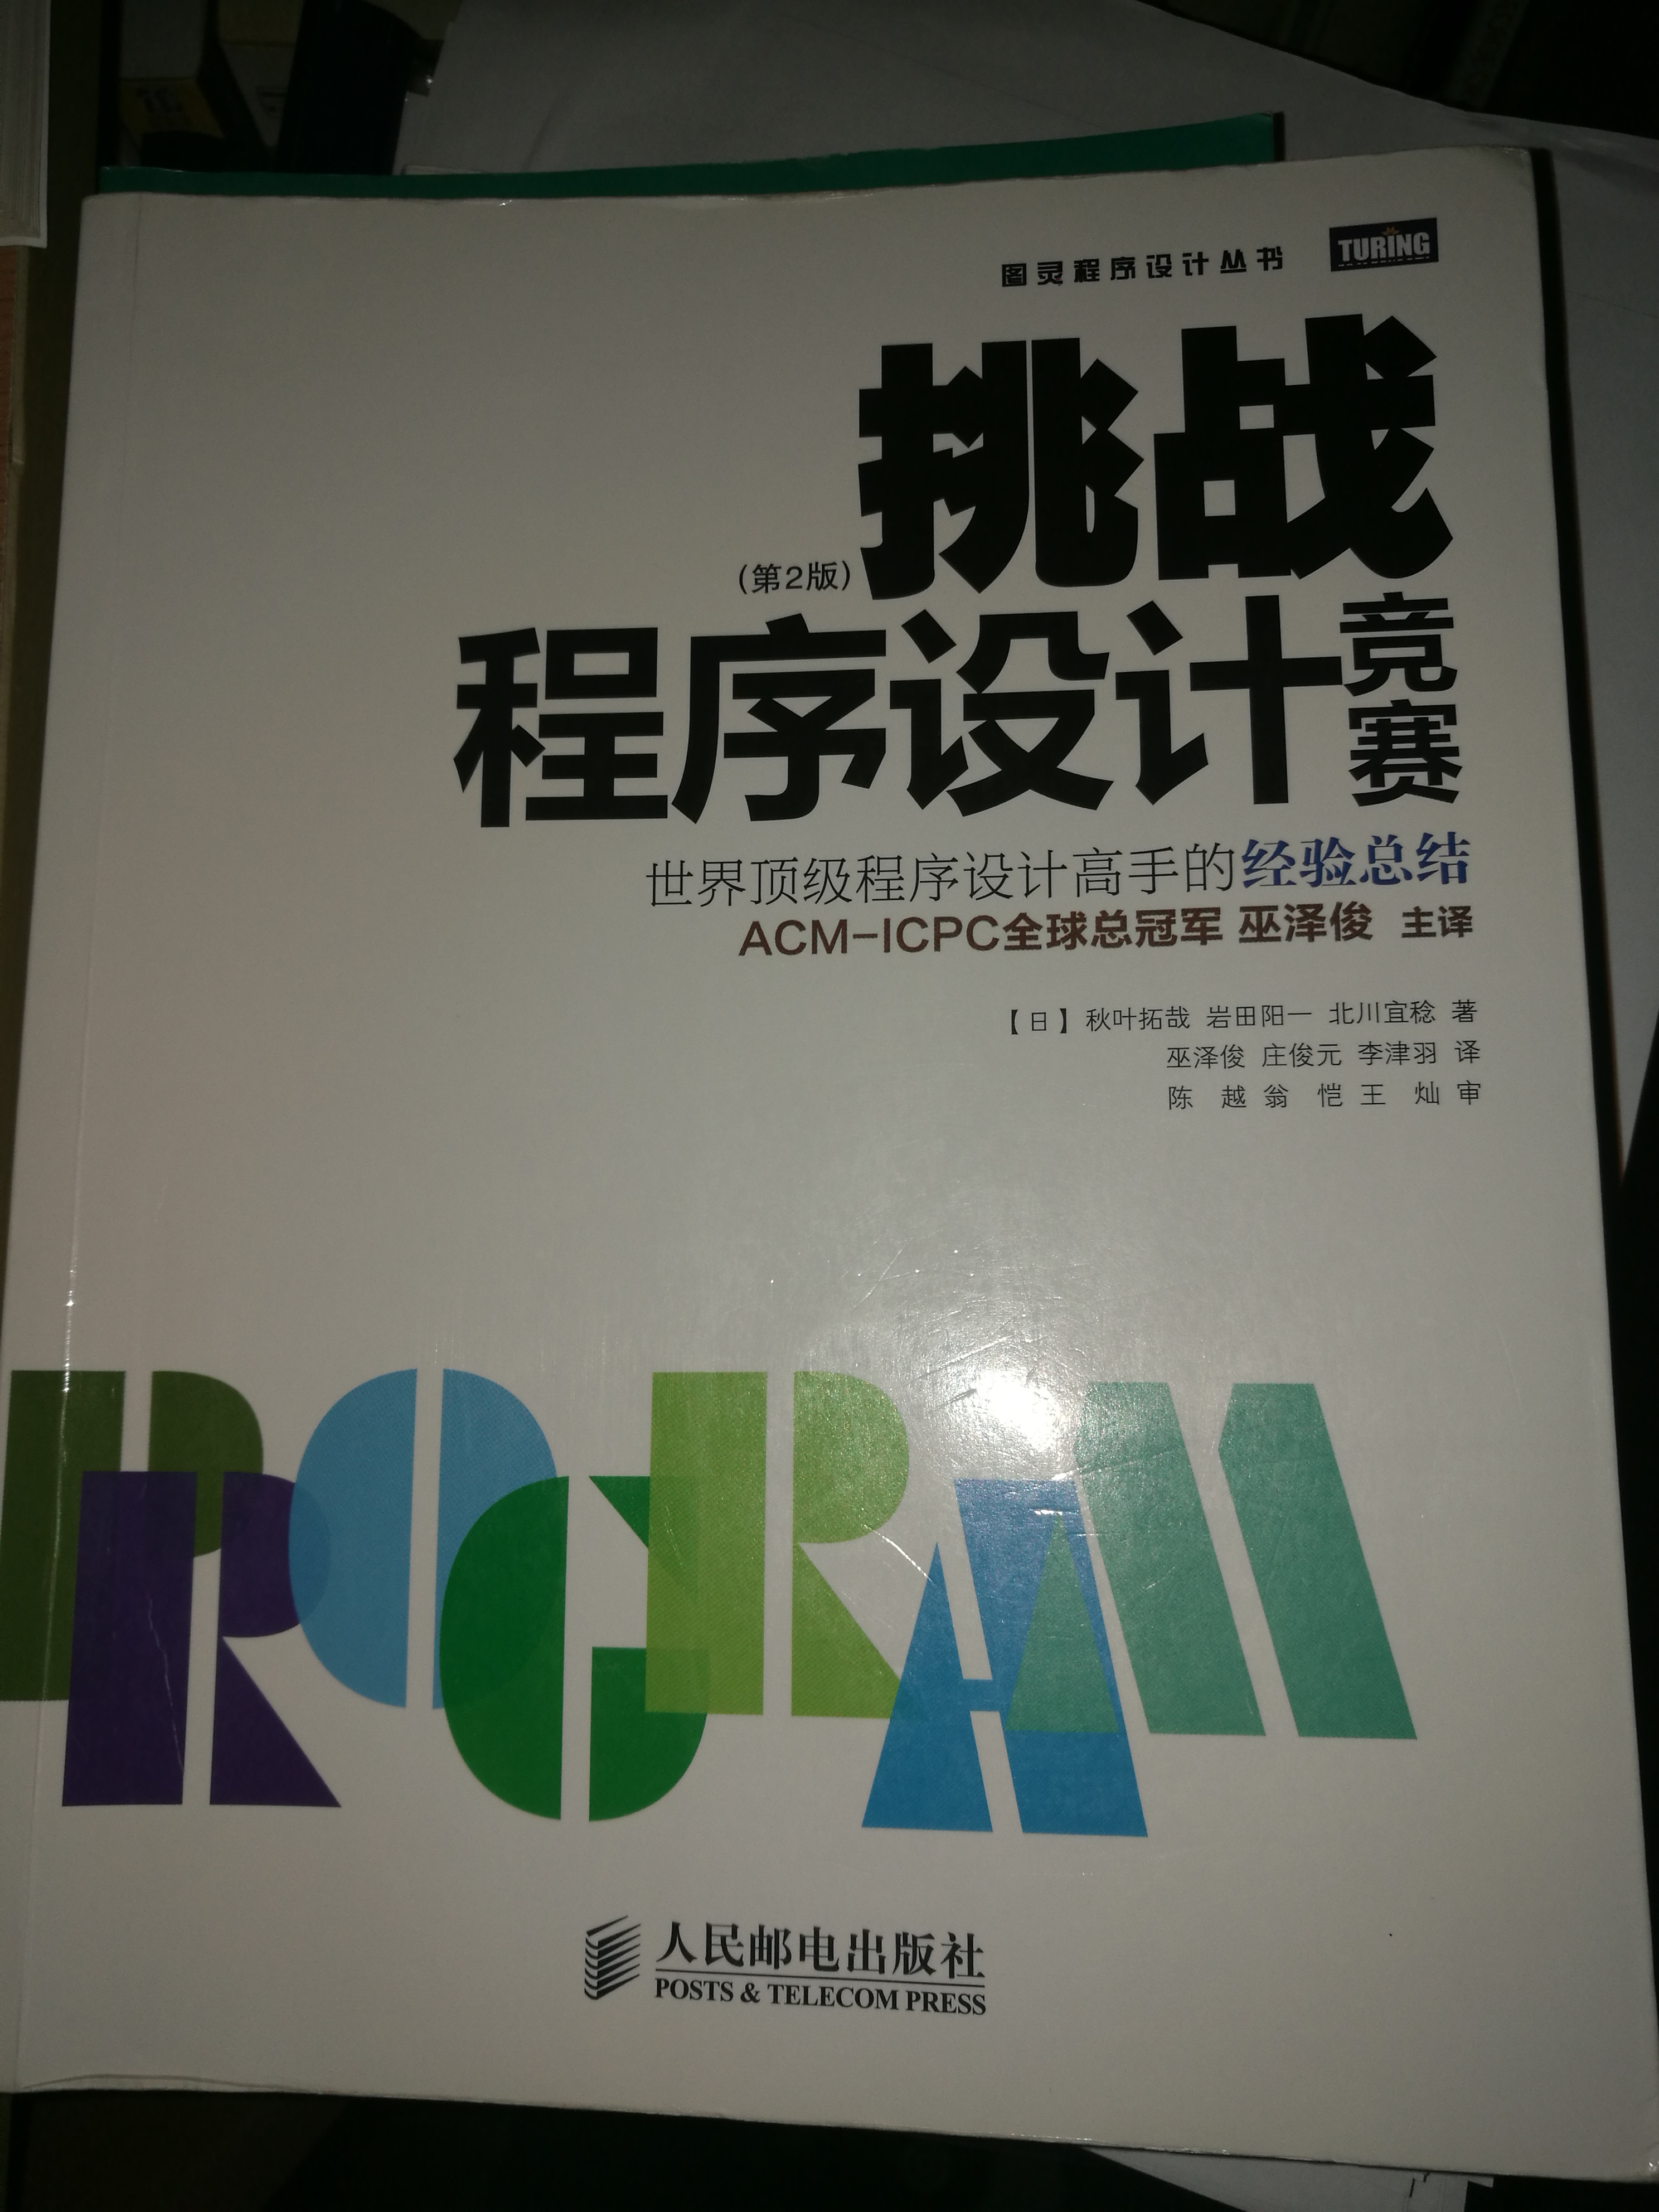 图灵程序设计丛书 TURING
挑战
(第2版)
程序设计竞赛
世界顶级程序设计高手的经验总结
ACM-ICPC全球总冠军 巫泽俊 主译
【日】秋叶拓哉 岩田阳一 北川宜稔 著
巫泽俊 庄俊元 李津羽 译
陈 越 翁 恺 王 灿 审
PROGRAM
人民邮电出版社
POSTS & TELECOM PRESS